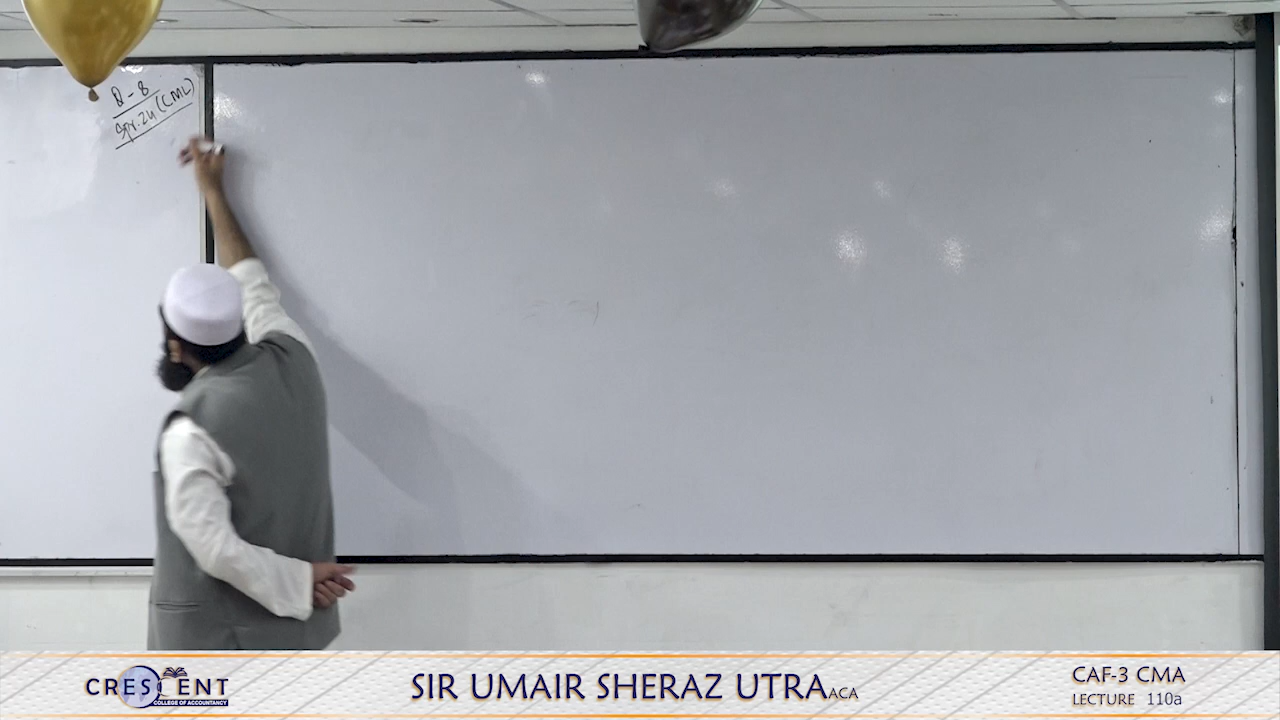 Q-8
Spr.24 (CML)
CRESCENT
COLLEGE OF ACCOUNTANCY
SIR UMAIR SHERAZ UTRA ACA
CAF-3 CMA
LECTURE 110a